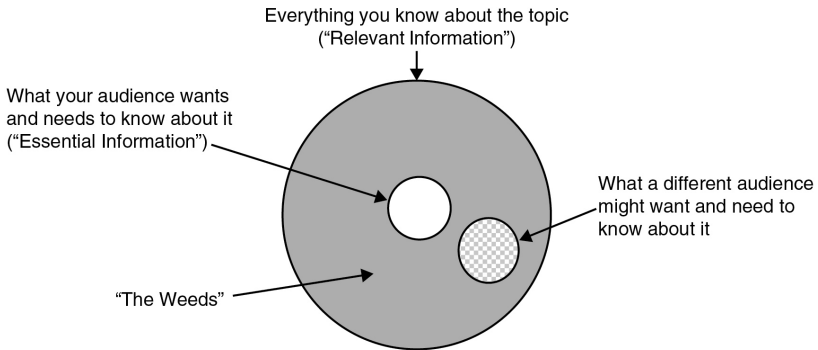 Everything you know about the topic
(“Relevant Information”)
What your audience wants
and needs to know about it
(“Essential Information”)
What a different audience
might want and need to
know about it
“The Weeds”